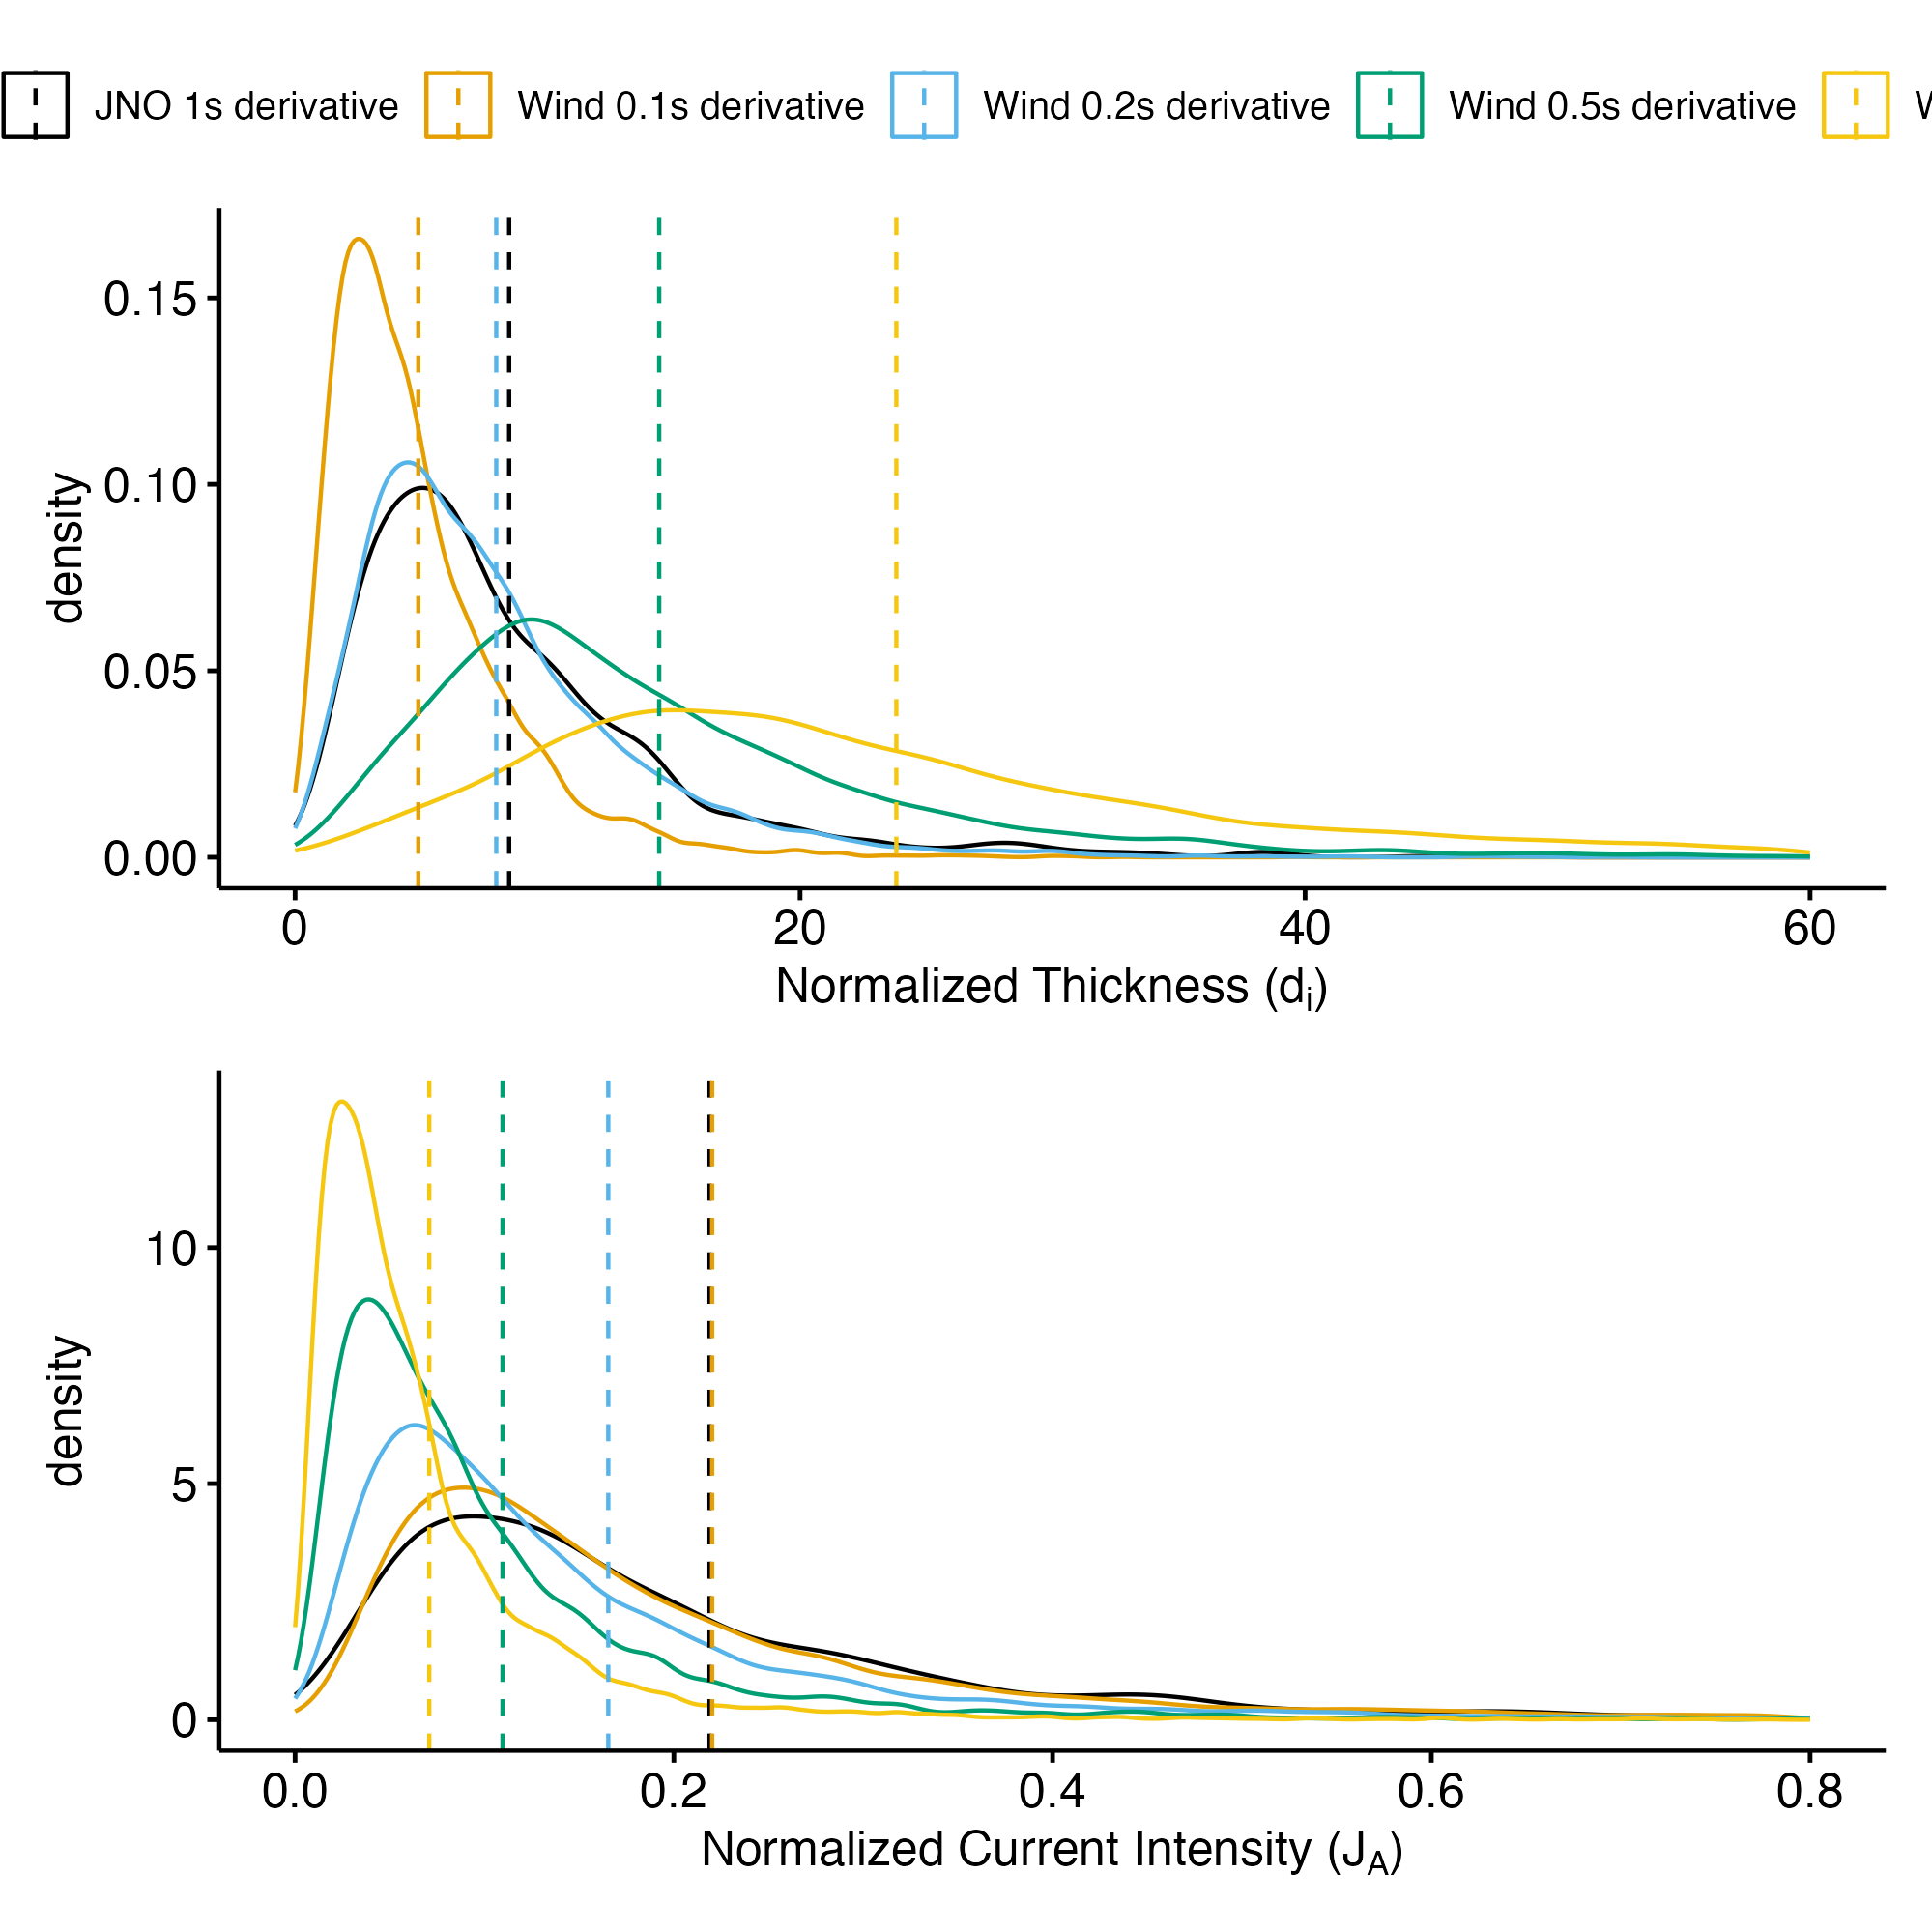 JNO 1s derivative Wind 0.1s derivative Wind 0.2s derivative Wind 0.5s derivative
0.15
0.10
0.05
0.00
density
0 20 40 60
Normalized Thickness (di)
10
5
0
density
0.0 0.2 0.4 0.6 0.8
Normalized Current Intensity (JA)